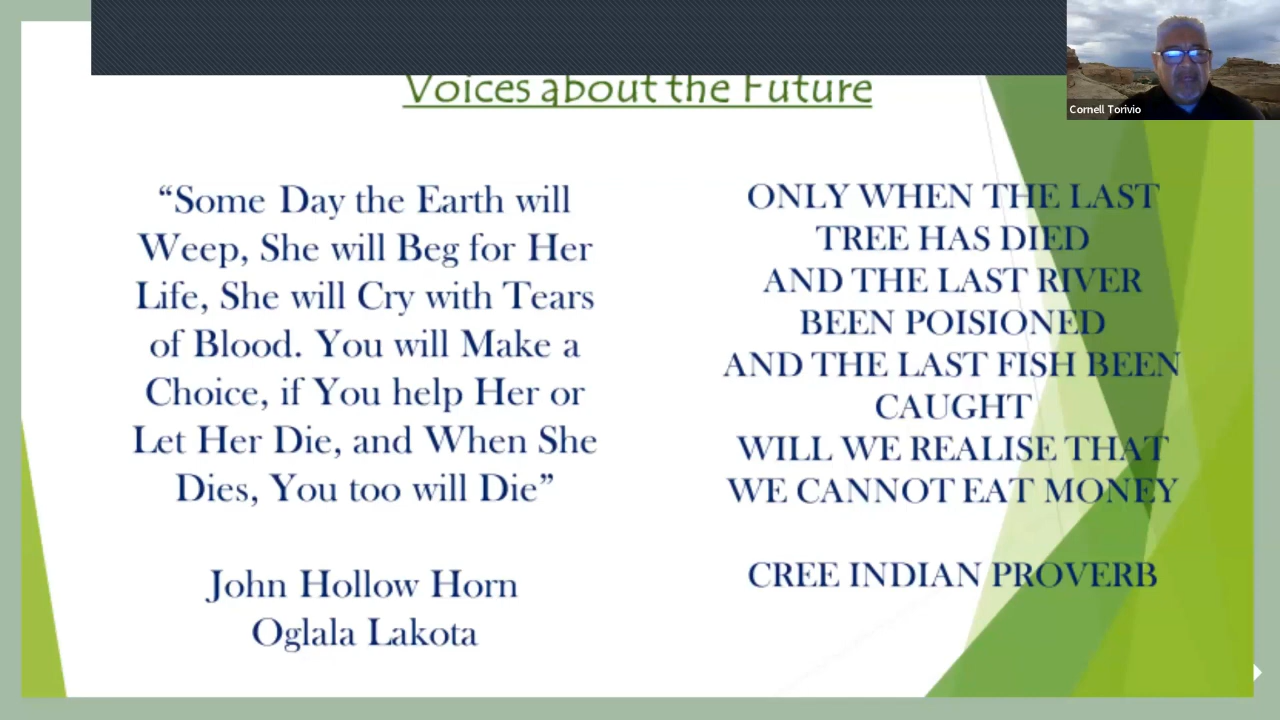 Voices about the Future
Cornell Torivio
“Some Day the Earth will
Weep, She will Beg for Her
Life, She will Cry with Tears
of Blood. You will Make a
Choice, if You help Her or
Let Her Die, and When She
Dies, You too will Die”
John Hollow Horn
Oglala Lakota
ONLY WHEN THE LAST
TREE HAS DIED
AND THE LAST RIVER
BEEN POISIONED
AND THE LAST FISH BEEN
CAUGHT
WILL WE REALISE THAT
WE CANNOT EAT MONEY
CREE INDIAN PROVERB